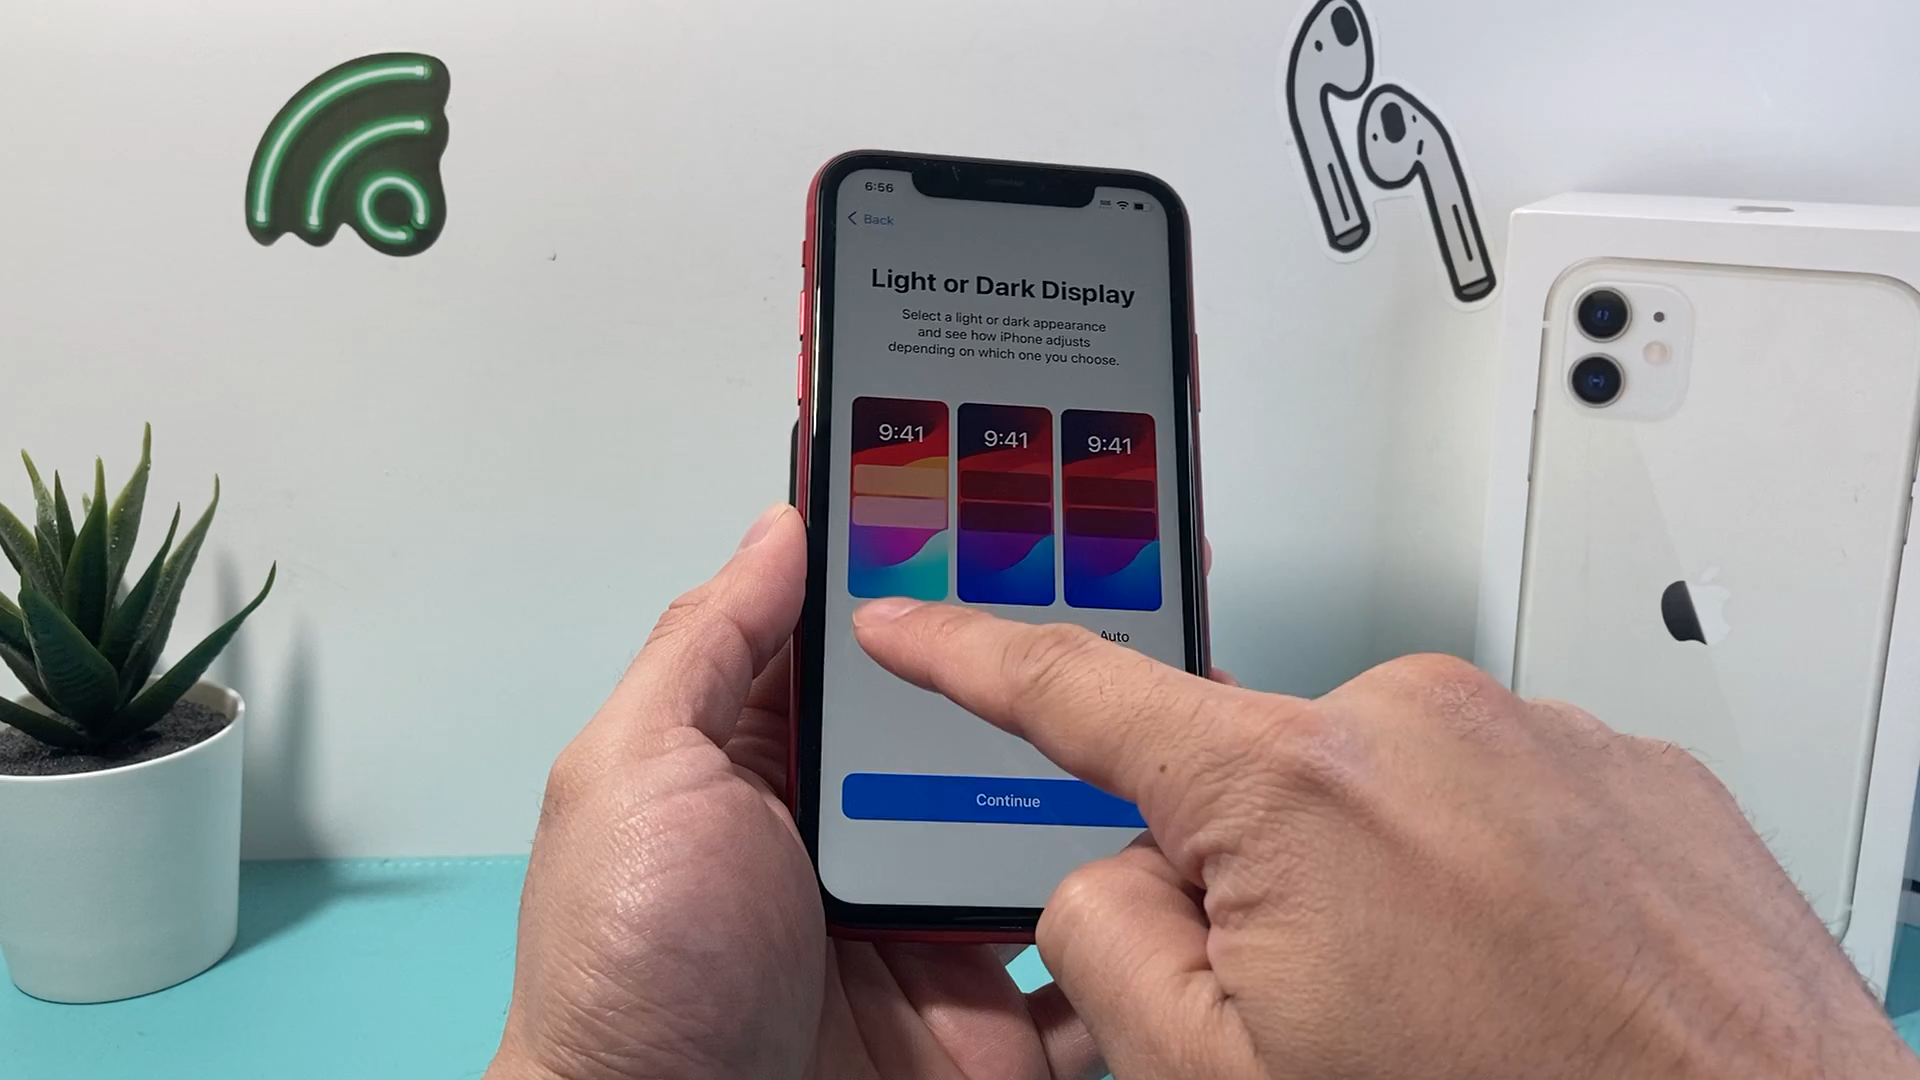 6:56
SOS
Back
Light or Dark Display
Select a light or dark appearance
and see how iPhone adjusts
depending on which one you choose.
9:41
9:41
9:41
Auto
Continue